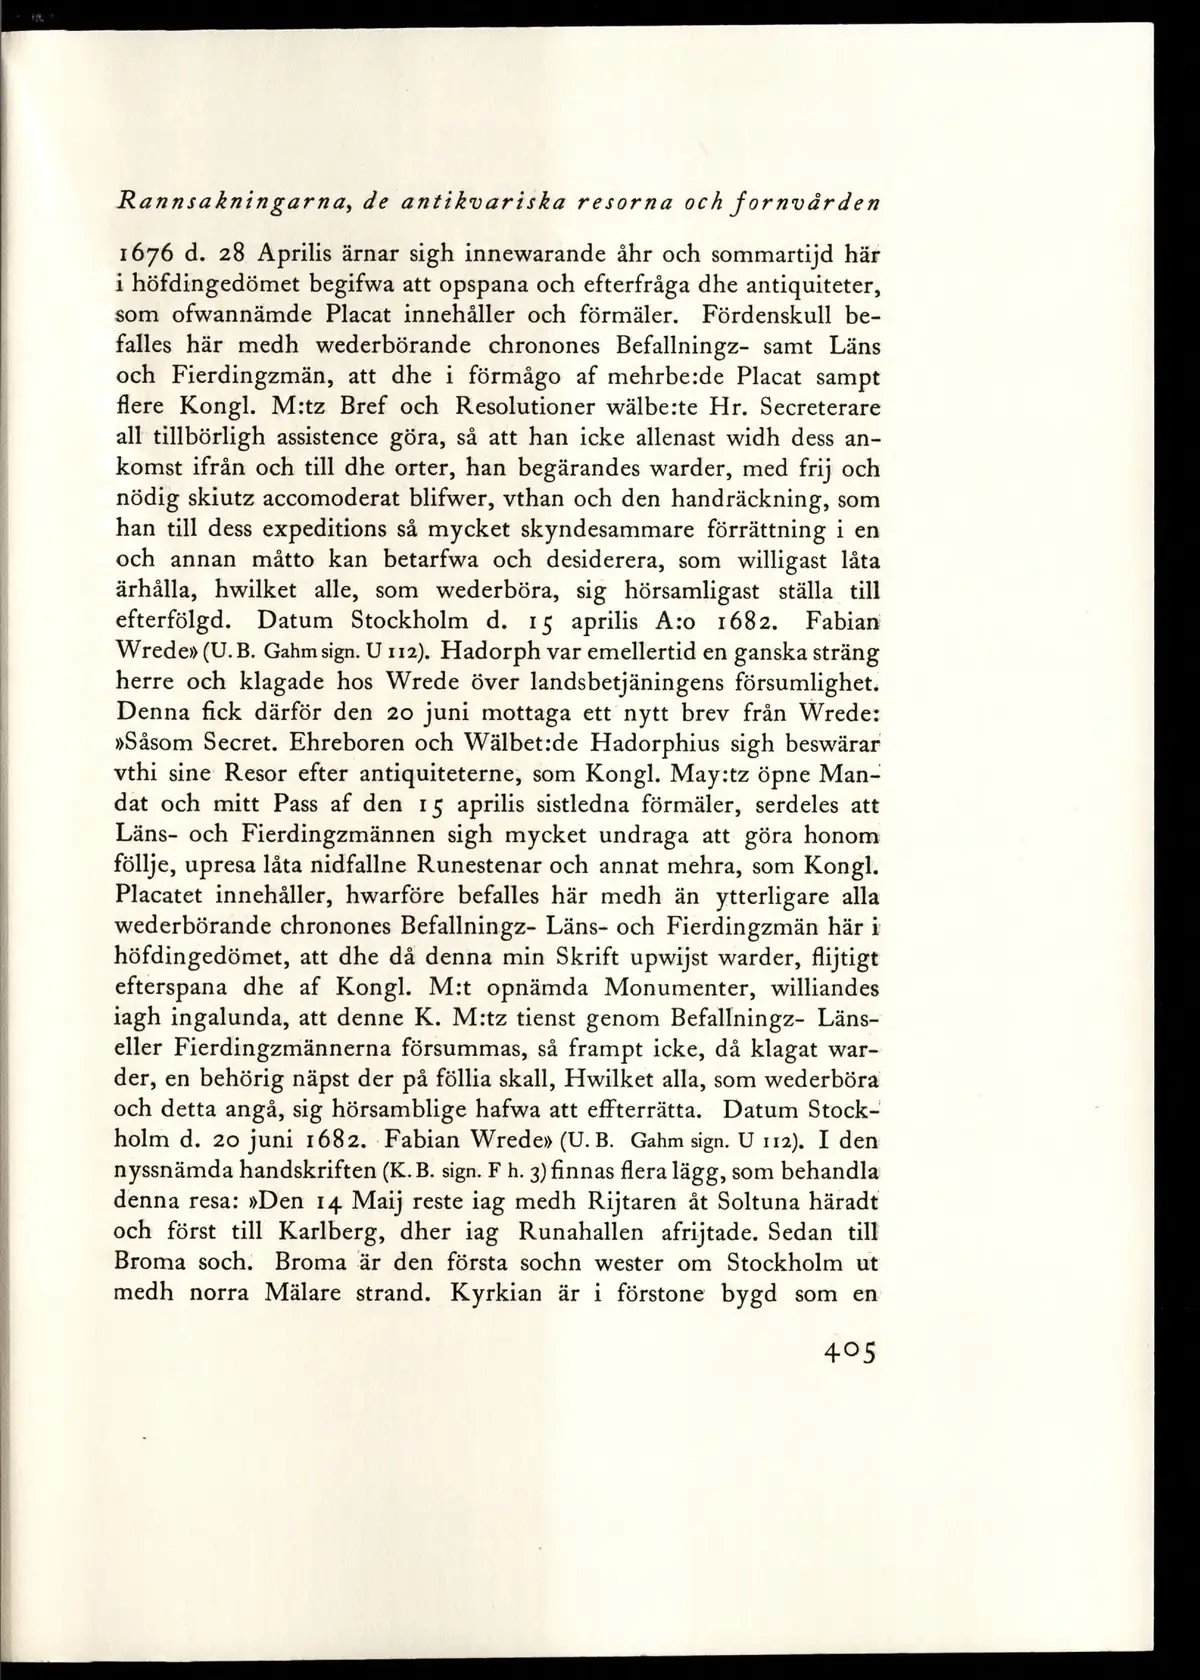 Rannsakningarna, de antikvariska resorna och fornvården
1676 d. 28 Aprilis ärnar sigh innewarande åhr och sommartijd här
i höfdingedömet begifwa att opspana och efterfråga dhe antiquiteter,
som ofwannämde Placat innehåller och förmäler. Fördenskull be-
falles här medh wederbörande chronones Befallningz- samt Läns
och Fierdingzmän, att dhe i förmågo af mehrbe:de Placat sampt
flere Kongl. M:tz Bref och Resolutioner wälbe:te Hr. Secreterare
all tillbörligh assistence göra, så att han icke allenast widh dess an-
komst ifrån och till dhe orter, han begärandes warder, med frij och
nödig skiutz accomoderat blifwer, vthan och den handräckning, som
han till dess expeditions så mycket skyndesammare förrättning i en
och annan måtto kan betarfwa och desiderera, som willigast låta
ärhålla, hwilket alle, som wederböra, sig hörsamligast ställa till
efterfölgd. Datum Stockholm d. 15 aprilis A:o 1682. Fabian
Wrede» (U. B. Gahm sign. U 112). Hadorph var emellertid en ganska sträng
herre och klagade hos Wrede över landsbetjäningens försumlighet.
Denna fick därför den 20 juni mottaga ett nytt brev från Wrede:
»Såsom Secret. Ehreboren och Wälbet:de Hadorphius sigh beswärar
vthi sine Resor efter antiquiteterne, som Kongl. May:tz öpne Man-
dat och mitt Pass af den 15 aprilis sistledna förmäler, serdeles att
Läns- och Fierdingzmännen sigh mycket undraga att göra honom
föllje, upresa låta nidfallne Runestenar och annat mehra, som Kongl.
Placatet innehåller, hwarföre befalles här medh än ytterligare alla
wederbörande chronones Befallningz- Läns- och Fierdingzmän här i
höfdingedömet, att dhe då denna min Skrift upwijst warder, flijtigt
efterspana dhe af Kongl. M:t opnämda Monumenter, williandes
iagh ingalunda, att denne K. M:tz tienst genom Befallningz- Läns-
eller Fierdingzmännerna försummas, så frampt icke, då klagat war-
der, en behörig näpst der på föllia skall, Hwilket alla, som wederböra
och detta angå, sig hörsamblige hafwa att effterrätta. Datum Stock-
holm d. 20 juni 1682. Fabian Wrede» (U. B. Gahm sign. U 112). I den
nyssnämda handskriften (K. B. sign. F h. 3) finnas flera lägg, som behandla
denna resa: »Den 14 Maij reste iag medh Rijtaren åt Soltuna häradt
och först till Karlberg, dher iag Runahallen afrijtade. Sedan till
Broma soch. Broma är den första sochn wester om Stockholm ut
medh norra Mälare strand. Kyrkian är i förstone bygd som en
405